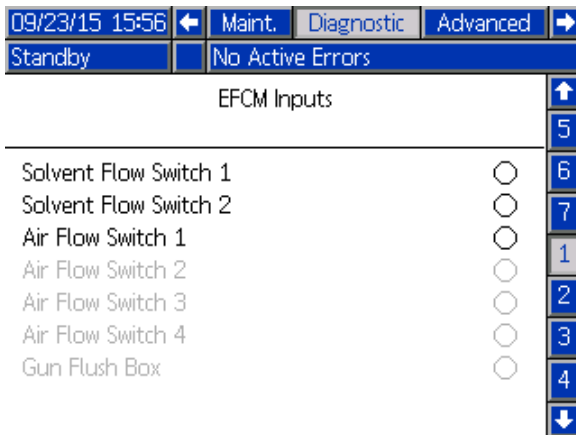 09/23/15 15:56 Maint. Diagnostic Advanced
Standby No Active Errors
EFCM Inputs
5
Solvent Flow Switch 1 6
Solvent Flow Switch 2 7
Air Flow Switch 1 1
Air Flow Switch 2
Air Flow Switch 3 2
Air Flow Switch 4 3
Gun Flush Box 4